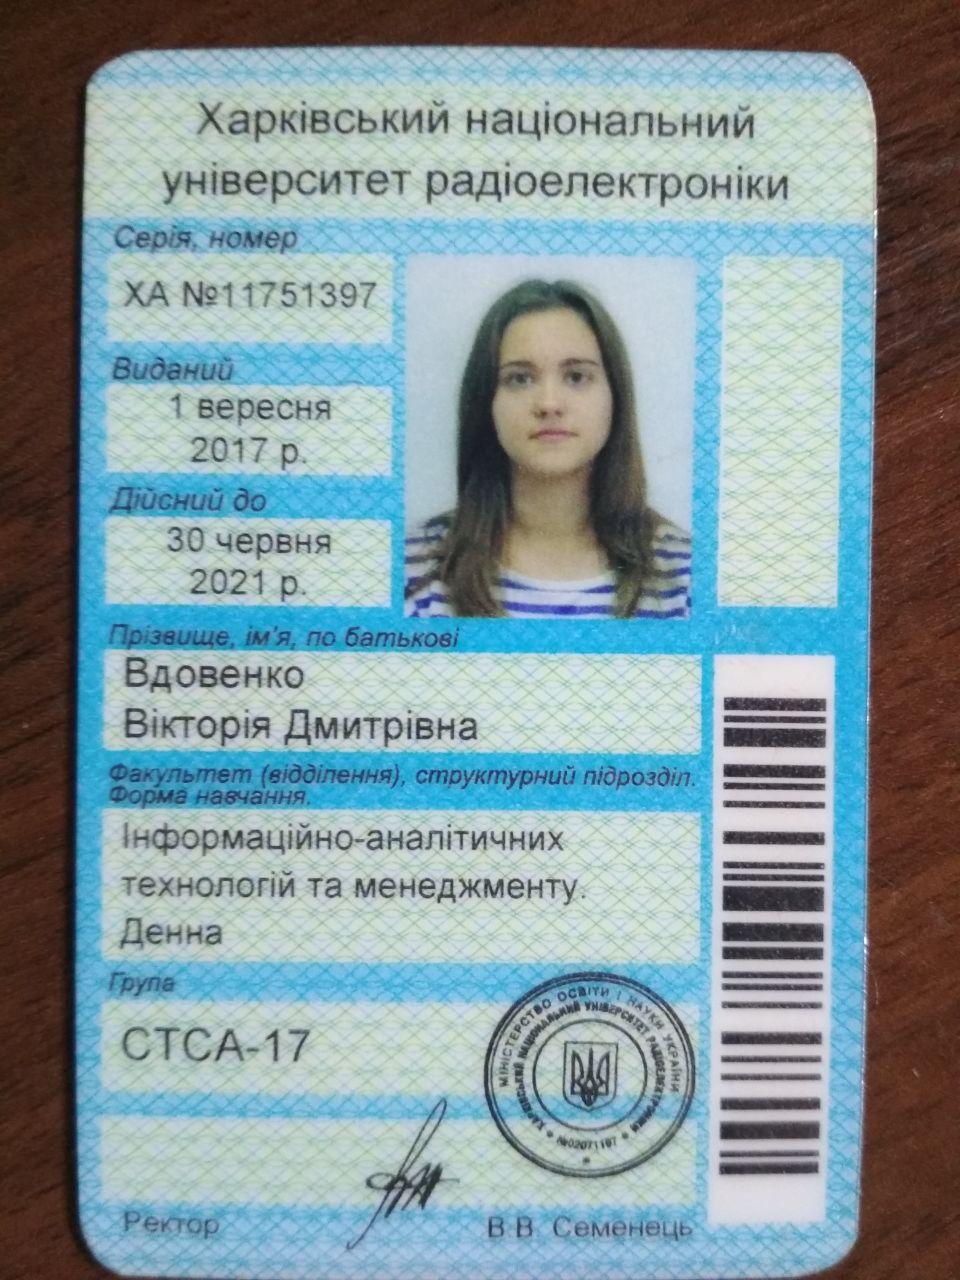 Харківський національний
університет радіоелектроніки
Серія, номер
ХА №11751397
Виданий
1 вересня
2017 р.
Дійсний до
30 червня
2021 р.
Прізвище, ім'я, по батькові
Вдовенко
Вікторія Дмитрівна
Факультет (відділення), структурний підрозділ.
Форма навчання.
Інформаційно-аналітичних
технологій та менеджменту.
Денна
Група
СТСА-17
МІНІСТЕРСТВО ОСВІТИ І НАУКИ УКРАЇНИ
ХАРКІВСЬКИЙ НАЦІОНАЛЬНИЙ УНІВЕРСИТЕТ РАДІОЕЛЕКТРОНІКИ
№02071197
Ректор
В.В. Семенець